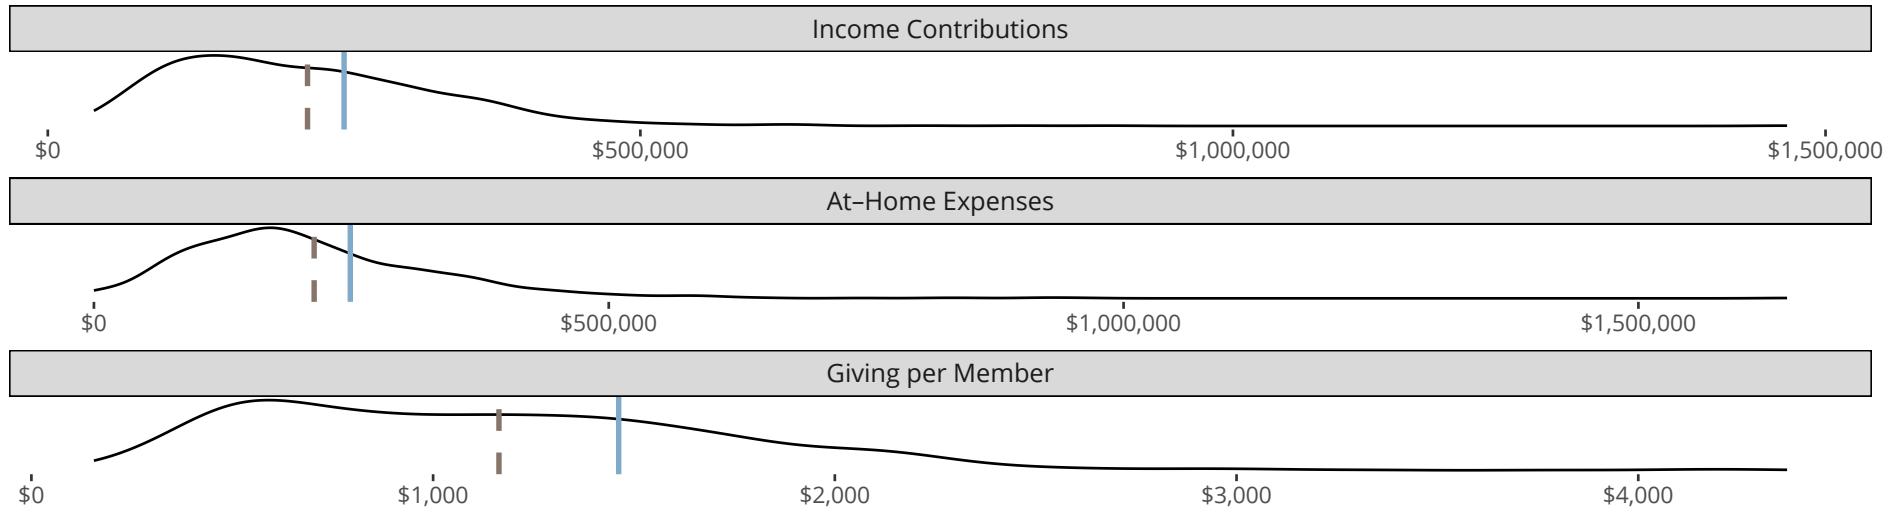 Income Contributions
$0 $500,000 $1,000,000 $1,500,000
At–Home Expenses
$0 $500,000 $1,000,000 $1,500,000
Giving per Member
$0 $1,000 $2,000 $3,000 $4,000